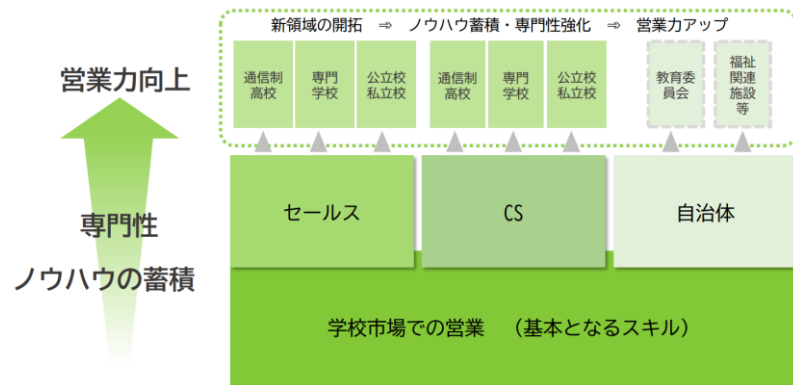 新領域の開拓 ⇒ ノウハウ蓄積・専門性強化 ⇒ 営業力アップ
営業力向上
通信制
高校
専門
学校
公立校
私立校
通信制
高校
専門
学校
公立校
私立校
教育委
員会
福祉
関連
施設
等
セールス
CS
自治体
専門性
ノウハウの蓄積
学校市場での営業 （基本となるスキル）